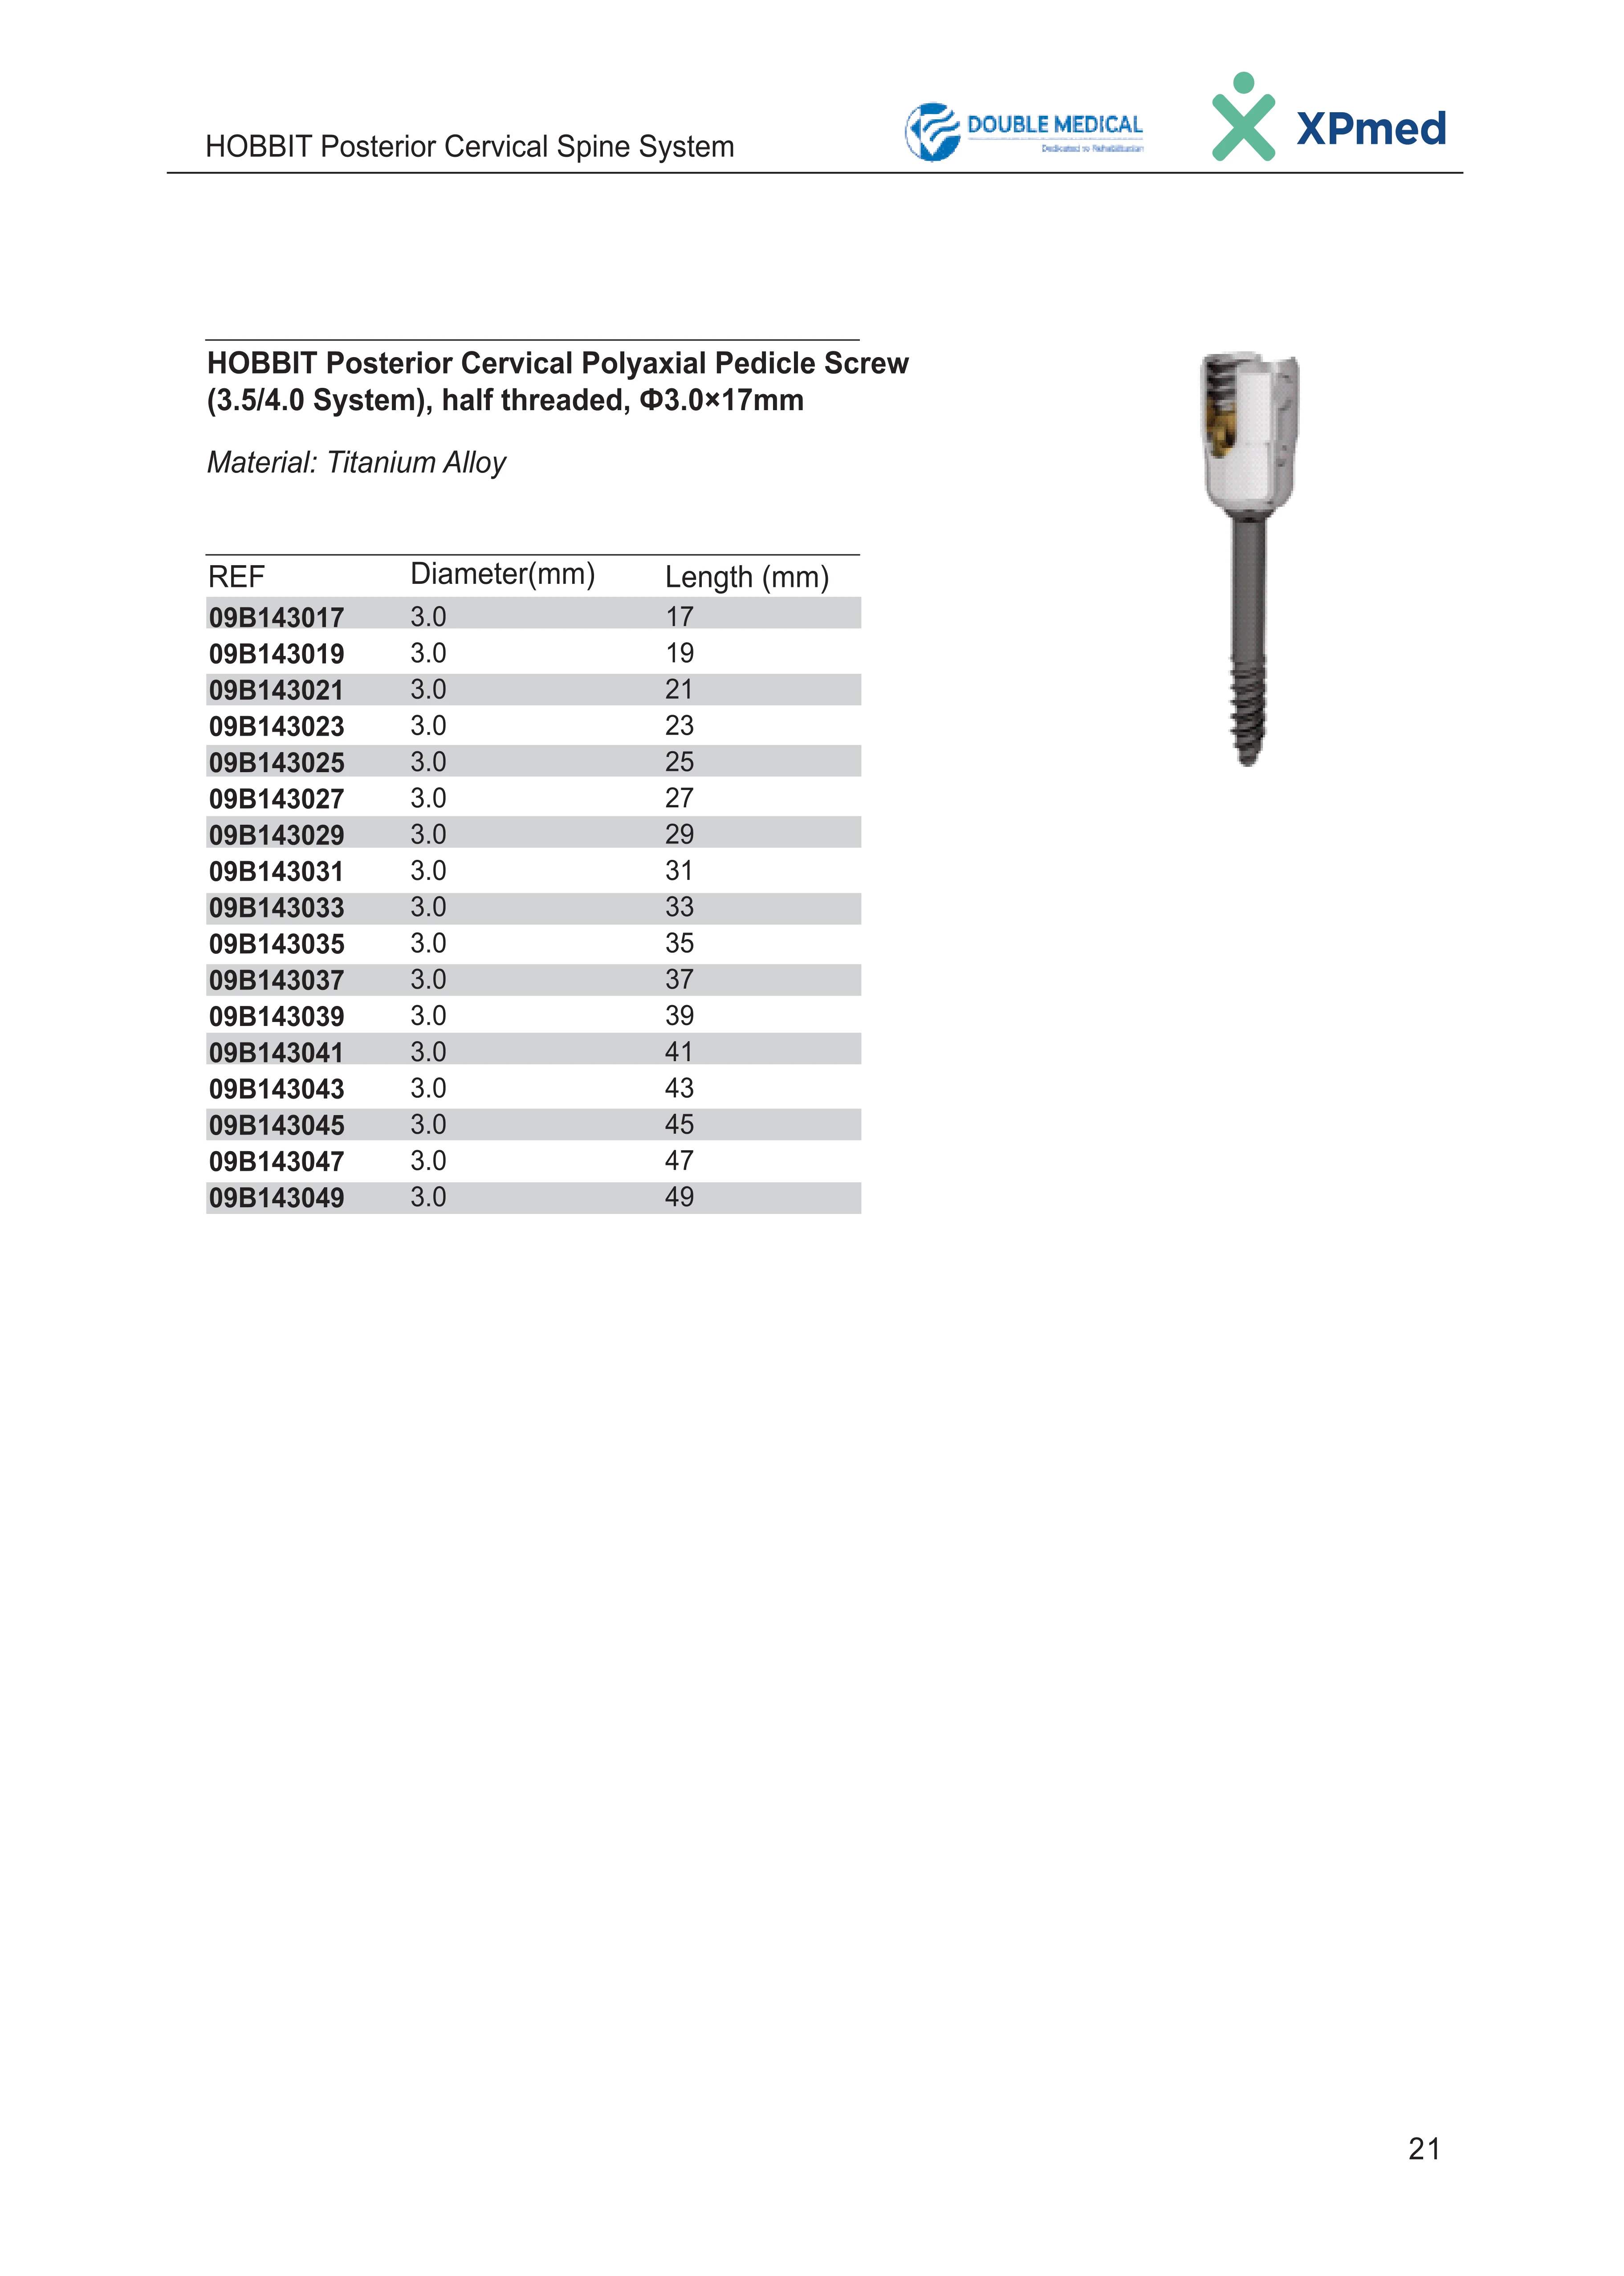 HOBBIT Posterior Cervical Spine System
DOUBLE MEDICAL
Dedicated to Rehabilitation
XPmed
HOBBIT Posterior Cervical Polyaxial Pedicle Screw
(3.5/4.0 System), half threaded, Φ3.0×17mm
Material: Titanium Alloy
REF Diameter(mm) Length (mm)
09B143017 3.0 17
09B143019 3.0 19
09B143021 3.0 21
09B143023 3.0 23
09B143025 3.0 25
09B143027 3.0 27
09B143029 3.0 29
09B143031 3.0 31
09B143033 3.0 33
09B143035 3.0 35
09B143037 3.0 37
09B143039 3.0 39
09B143041 3.0 41
09B143043 3.0 43
09B143045 3.0 45
09B143047 3.0 47
09B143049 3.0 49
21